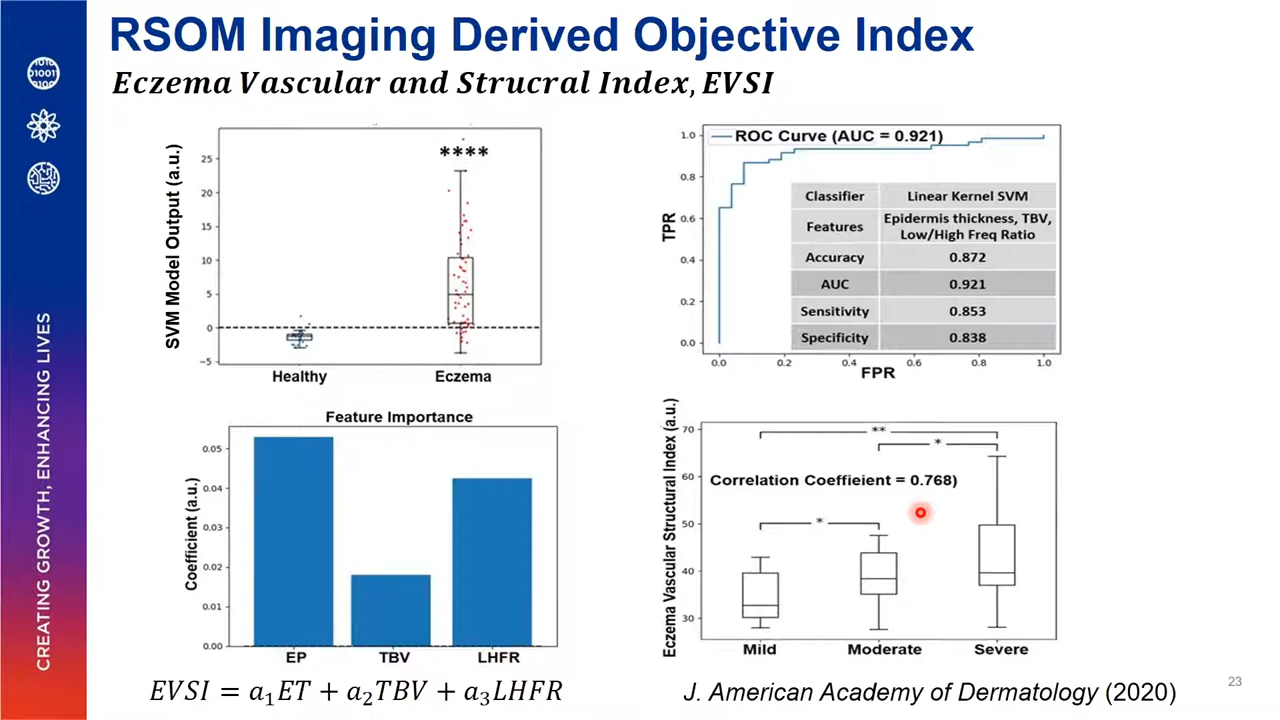 RSOM Imaging Derived Objective Index
Eczema Vascular and Strucral Index, EVSI
CREATING GROWTH, ENHANCING LIVES
01001
SVM Model Output (a.u.)
25
20
15
10
5
0
−5
****
Healthy
Eczema
TPR
1.0
0.8
0.6
0.4
0.2
0.0
ROC Curve (AUC = 0.921)
Classifier Linear Kernel SVM
Features Epidermis thickness, TBV,
Low/High Freq Ratio
Accuracy 0.872
AUC 0.921
Sensitivity 0.853
Specificity 0.838
0.0 0.2 0.4 0.6 0.8 1.0
FPR
Feature Importance
Coefficient (a.u.)
0.05
0.04
0.03
0.02
0.01
0.00
EP TBV LHFR
EVSI = a₁ET + a₂TBV + a₃LHFR
Eczema Vascular Structural Index (a.u.)
70
60
50
40
30
**
*
Correlation Coeffieient = 0.768)
*
Mild Moderate Severe
J. American Academy of Dermatology (2020)
23